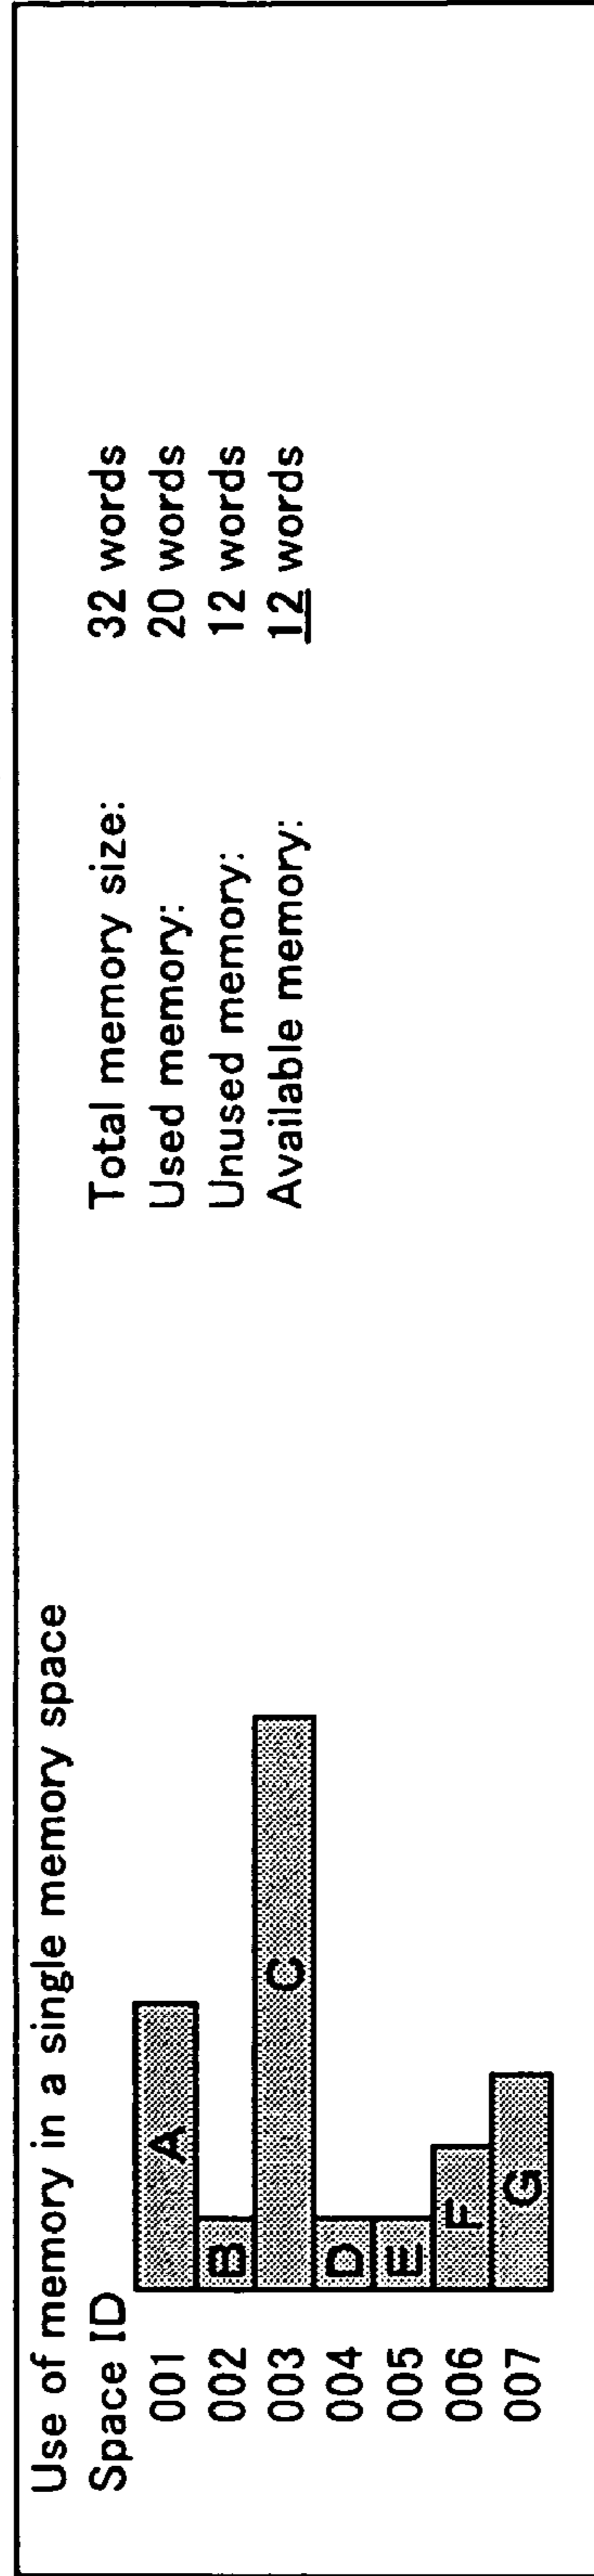 Use of memory in a single memory space
Space ID
001 A
002 B
003 C
004 D
005 E
006 F
007 G
Total memory size: 32 words
Used memory: 20 words
Unused memory: 12 words
Available memory: 12 words